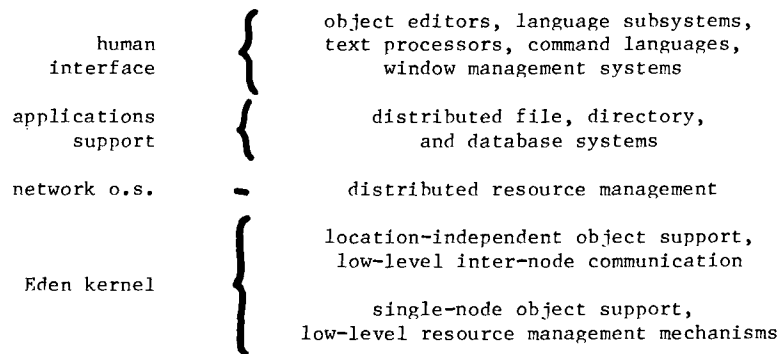 human
interface
object editors, language subsystems,
text processors, command languages,
window management systems
applications
support
distributed file, directory,
and database systems
network o.s.
distributed resource management
Eden kernel
location-independent object support,
low-level inter-node communication
single-node object support,
low-level resource management mechanisms